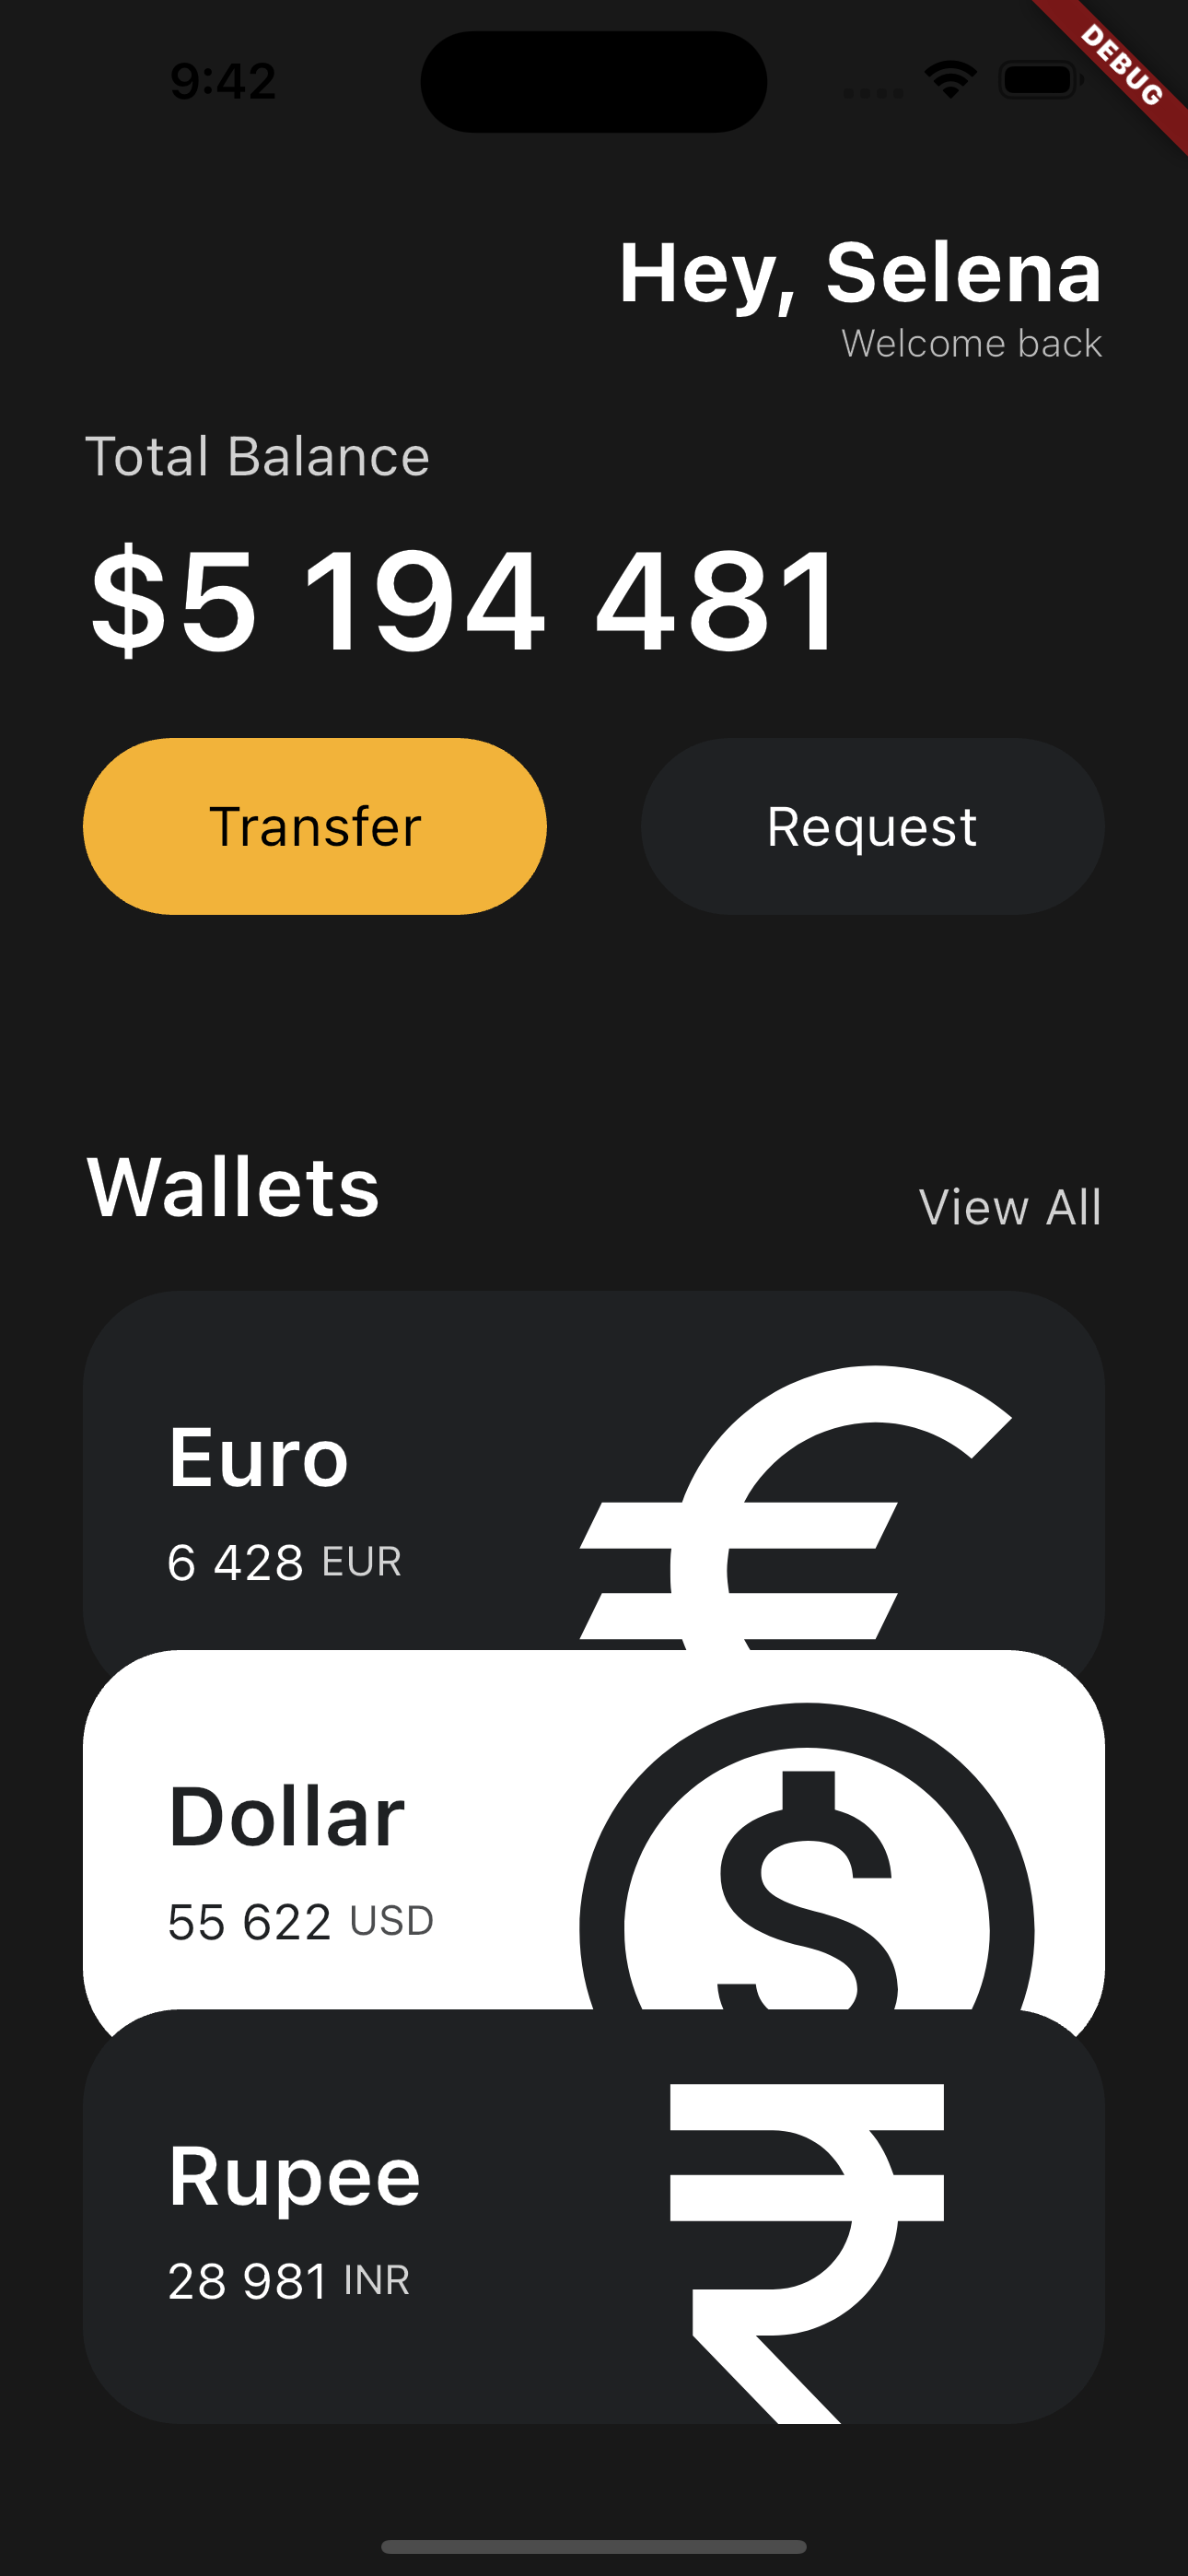 9:42
DEBUG
Hey, Selena
Welcome back
Total Balance
$5 194 481
Transfer
Request
Wallets
View All
Euro
6 428 EUR
€
Dollar
55 622 USD
$
Rupee
28 981 INR
₹